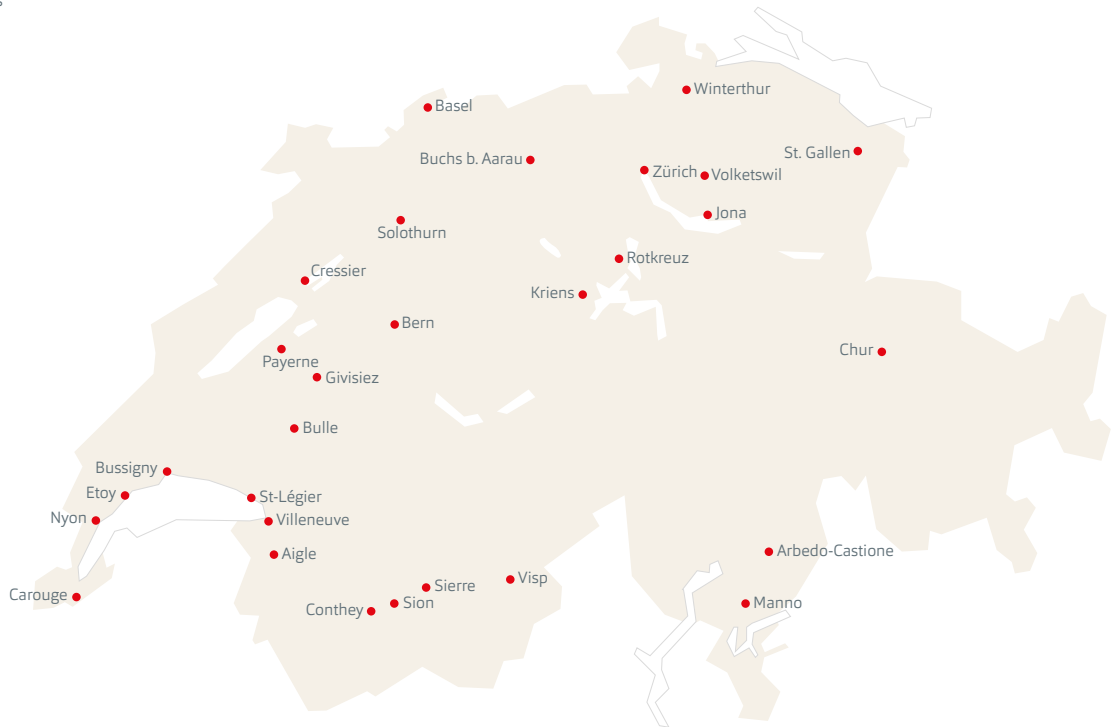 Winterthur
Basel
St. Gallen
Buchs b. Aarau
Zürich
Volketswil
Jona
Solothurn
Rotkreuz
Cressier
Kriens
Bern
Chur
Payerne
Givisiez
Bulle
Bussigny
Etoy
St-Légier
Nyon
Villeneuve
Aigle
Arbedo-Castione
Visp
Sierre
Carouge
Sion
Manno
Conthey